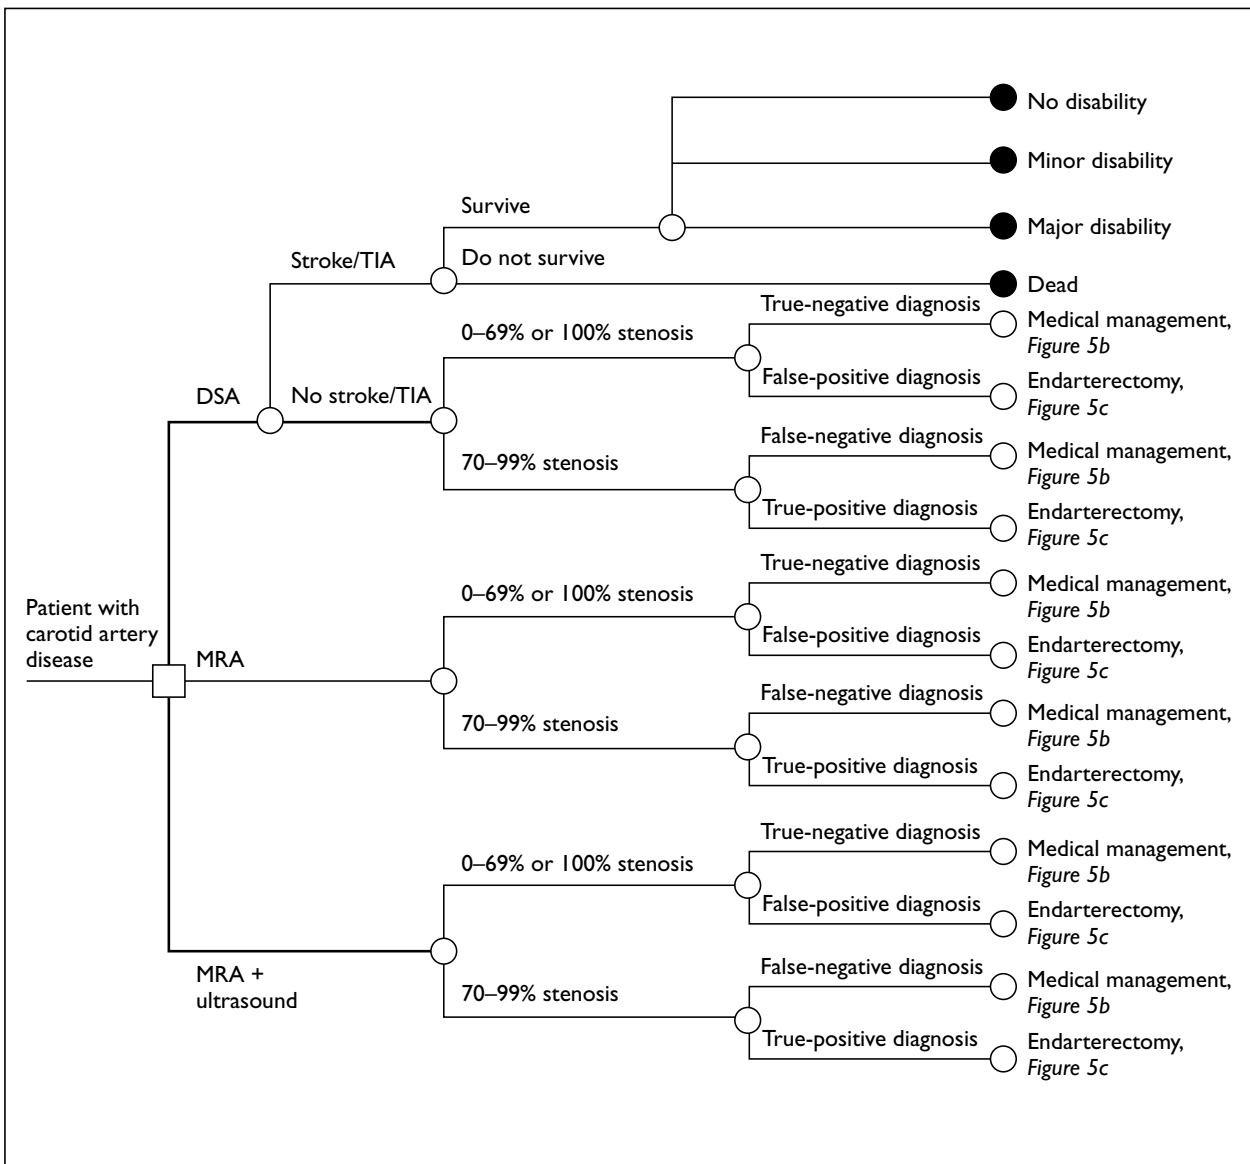 No disability
Minor disability
Survive
Major disability
Stroke/TIA
Do not survive
Dead
True-negative diagnosis
Medical management,
Figure 5b
0–69% or 100% stenosis
False-positive diagnosis
Endarterectomy,
Figure 5c
DSA
No stroke/TIA
False-negative diagnosis
Medical management,
Figure 5b
70–99% stenosis
True-positive diagnosis
Endarterectomy,
Figure 5c
True-negative diagnosis
Medical management,
Figure 5b
0–69% or 100% stenosis
Patient with
carotid artery
disease
False-positive diagnosis
Endarterectomy,
Figure 5c
MRA
False-negative diagnosis
Medical management,
Figure 5b
70–99% stenosis
True-positive diagnosis
Endarterectomy,
Figure 5c
True-negative diagnosis
Medical management,
Figure 5b
0–69% or 100% stenosis
False-positive diagnosis
Endarterectomy,
Figure 5c
MRA +
ultrasound
False-negative diagnosis
Medical management,
Figure 5b
70–99% stenosis
True-positive diagnosis
Endarterectomy,
Figure 5c